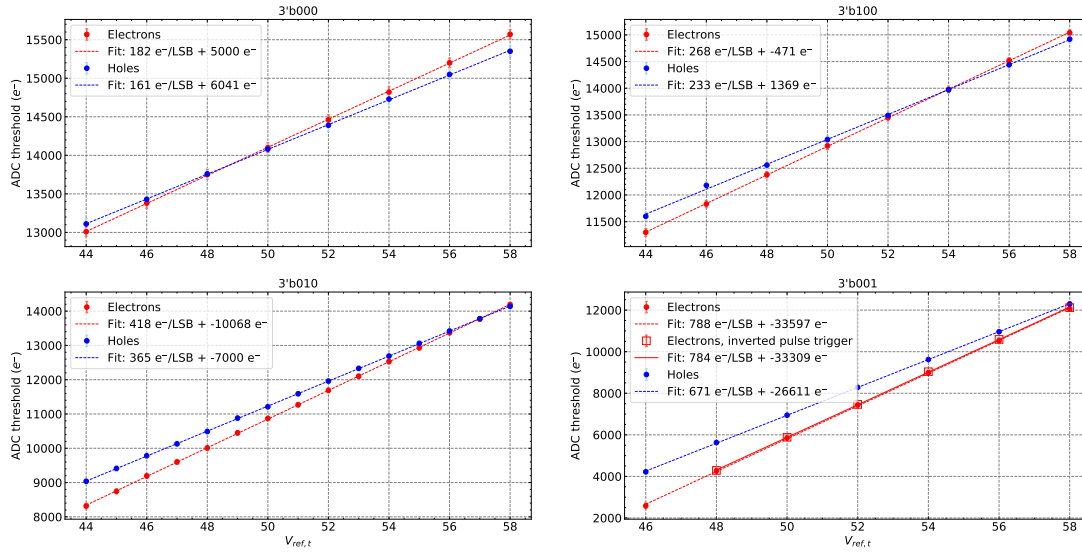 3'b000
Electrons
Fit: 182 e⁻/LSB + 5000 e⁻
Holes
Fit: 161 e⁻/LSB + 6041 e⁻
ADC threshold (e⁻)
15500
15000
14500
14000
13500
13000
44 46 48 50 52 54 56 58
3'b100
Electrons
Fit: 268 e⁻/LSB + -471 e⁻
Holes
Fit: 233 e⁻/LSB + 1369 e⁻
ADC threshold (e⁻)
15000
14500
14000
13500
13000
12500
12000
11500
44 46 48 50 52 54 56 58
3'b010
Electrons
Fit: 418 e⁻/LSB + -10068 e⁻
Holes
Fit: 365 e⁻/LSB + -7000 e⁻
ADC threshold (e⁻)
14000
13000
12000
11000
10000
9000
8000
44 46 48 50 52 54 56 58
V_ref,t
3'b001
Electrons
Fit: 788 e⁻/LSB + -33597 e⁻
Electrons, inverted pulse trigger
Fit: 784 e⁻/LSB + -33309 e⁻
Holes
Fit: 671 e⁻/LSB + -26611 e⁻
ADC threshold (e⁻)
12000
10000
8000
6000
4000
2000
46 48 50 52 54 56 58
V_ref,t